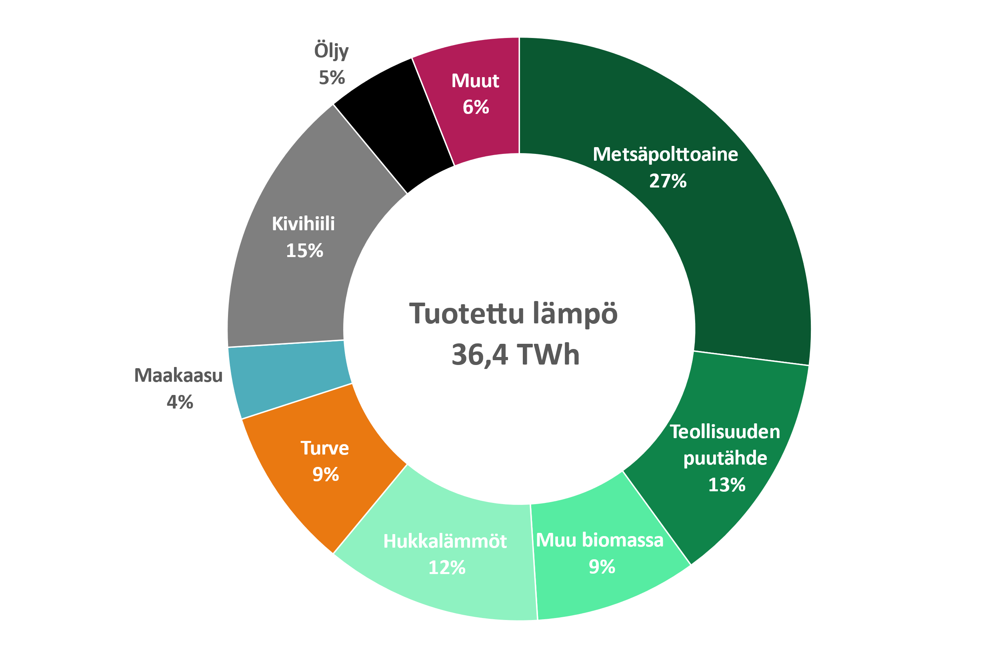 Öljy
5%
Muut
6%
Metsäpolttoaine
27%
Kivihiili
15%
Tuotettu lämpö
36,4 TWh
Maakaasu
4%
Teollisuuden
puutähde
13%
Turve
9%
Hukkalämmöt
12%
Muu biomassa
9%